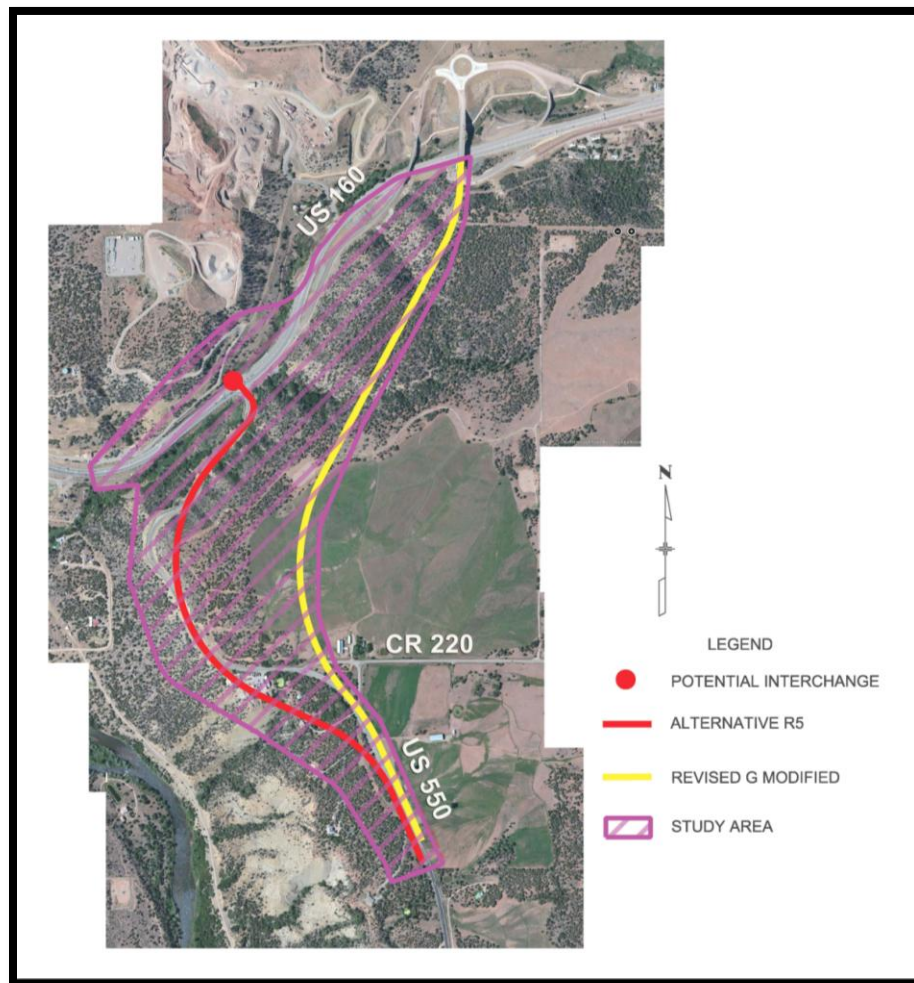 US 160
CR 220
US 550
N
LEGEND
POTENTIAL INTERCHANGE
ALTERNATIVE R5
REVISED G MODIFIED
STUDY AREA